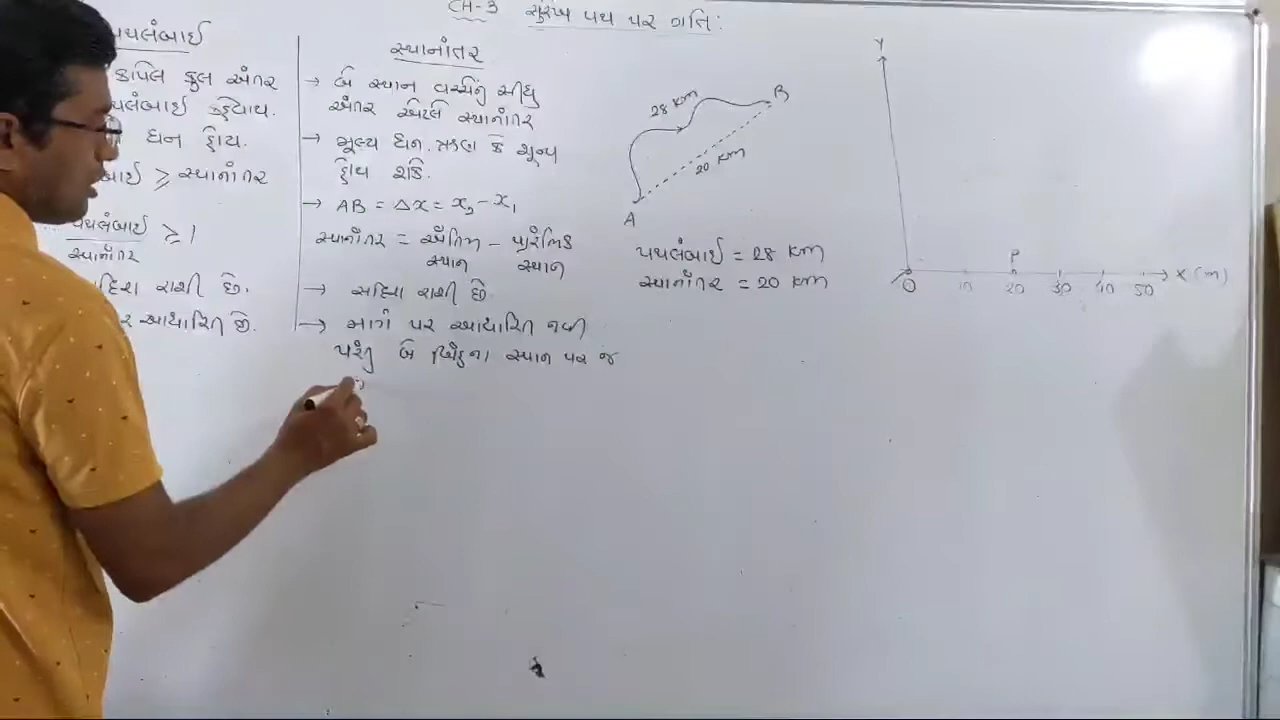 CH-3 સુરેખ પથ પર ગતિ:
પથલંબાઈ
કાપેલ કુલ અંતર
પથલંબાઈ કહેવાય.
ધન હોય.
≥ સ્થાનાંતર
પથલંબાઈ / સ્થાનાંતર ≥ 1
રાશી છે.
આધારિત છે.
સ્થાનાંતર
→ બે સ્થાન વચ્ચેનું સીધુ
અંતર એટલે સ્થાનાંતર
→ મૂલ્ય ધન, ઋણ કે શૂન્ય
હોય શકે.
→ AB = Δx = x₂ - x₁
સ્થાનાંતર = અંતિમ સ્થાન - પ્રારંભિક સ્થાન
→ સદિશ રાશી છે.
→ માર્ગ પર આધારિત નથી
પરંતુ બે બિંદુના સ્થાન પર જ
A
B
28 km
20 km
પથલંબાઈ = 28 km
સ્થાનાંતર = 20 km
Y
P
O 10 20 30 40 50 X (m)